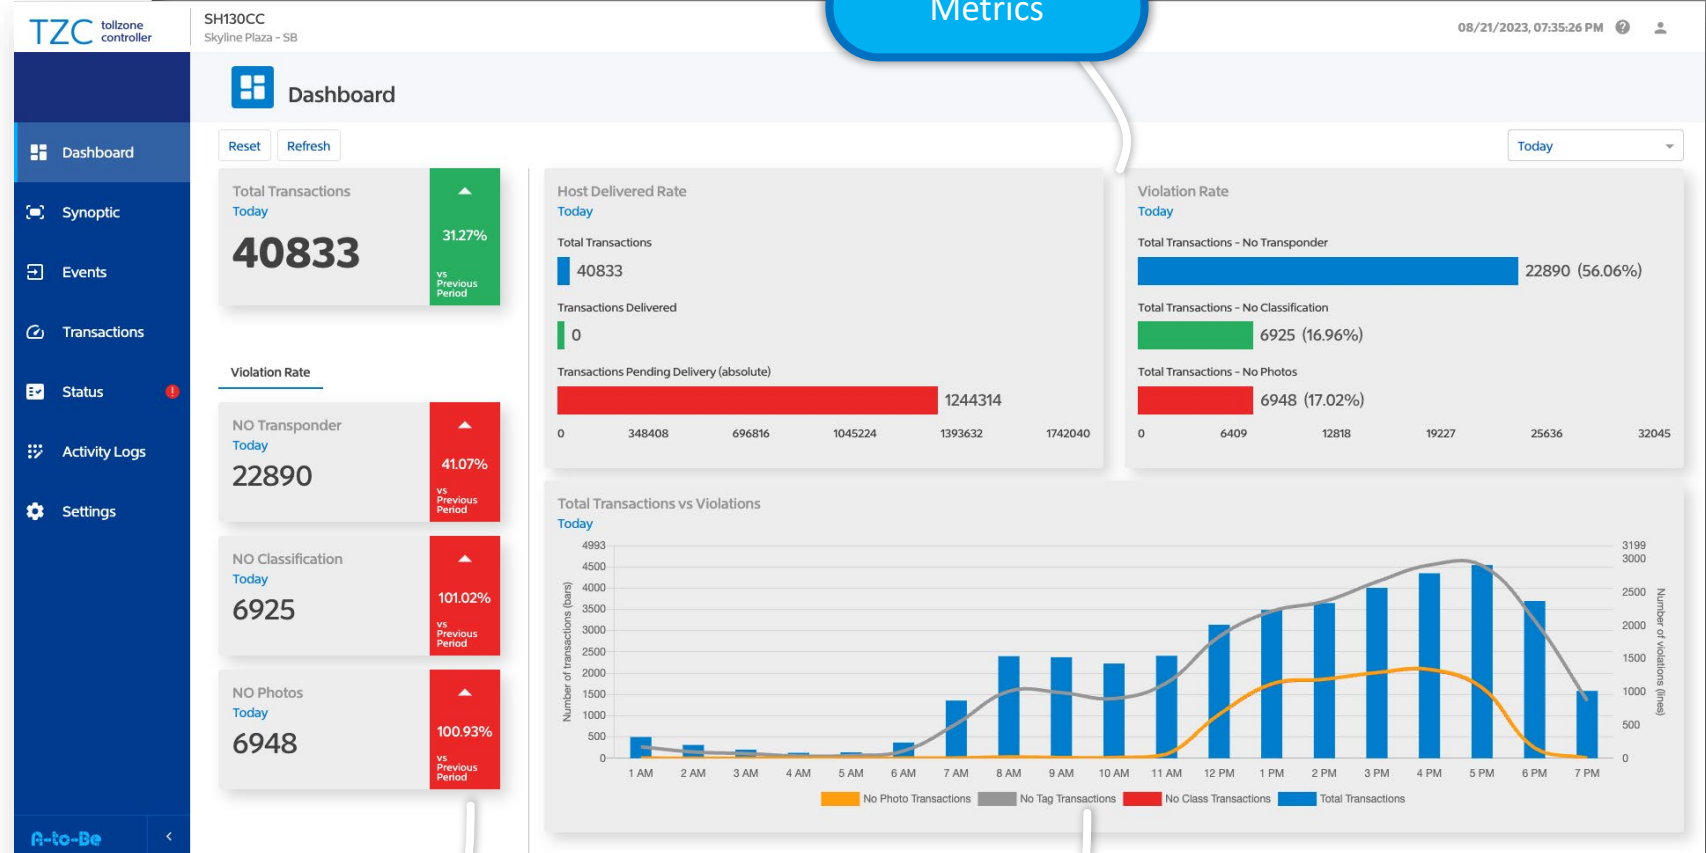 Metrics
TZC tollzone controller
SH130CC
Skyline Plaza - SB
08/21/2023, 07:35:26 PM
Dashboard
Dashboard
Synoptic
Events
Transactions
Status
Activity Logs
Settings
A-to-Be
Reset
Refresh
Today
Total Transactions
Today
40833
31.27%
vs
Previous
Period
Violation Rate
NO Transponder
Today
22890
41.07%
vs
Previous
Period
NO Classification
Today
6925
101.02%
vs
Previous
Period
NO Photos
Today
6948
100.93%
vs
Previous
Period
Host Delivered Rate
Today
Total Transactions
40833
Transactions Delivered
0
Transactions Pending Delivery (absolute)
1244314
0 348408 696816 1045224 1393632 1742040
Violation Rate
Today
Total Transactions - No Transponder
22890 (56.06%)
Total Transactions - No Classification
6925 (16.96%)
Total Transactions - No Photos
6948 (17.02%)
0 6409 12818 19227 25636 32045
Total Transactions vs Violations
Today
Number of transactions (bars)
4993
4500
4000
3500
3000
2500
2000
1500
1000
500
0
3199
3000
2500
2000
1500
1000
500
0
Number of violations (lines)
1 AM 2 AM 3 AM 4 AM 5 AM 6 AM 7 AM 8 AM 9 AM 10 AM 11 AM 12 PM 1 PM 2 PM 3 PM 4 PM 5 PM 6 PM 7 PM
No Photo Transactions No Tag Transactions No Class Transactions Total Transactions